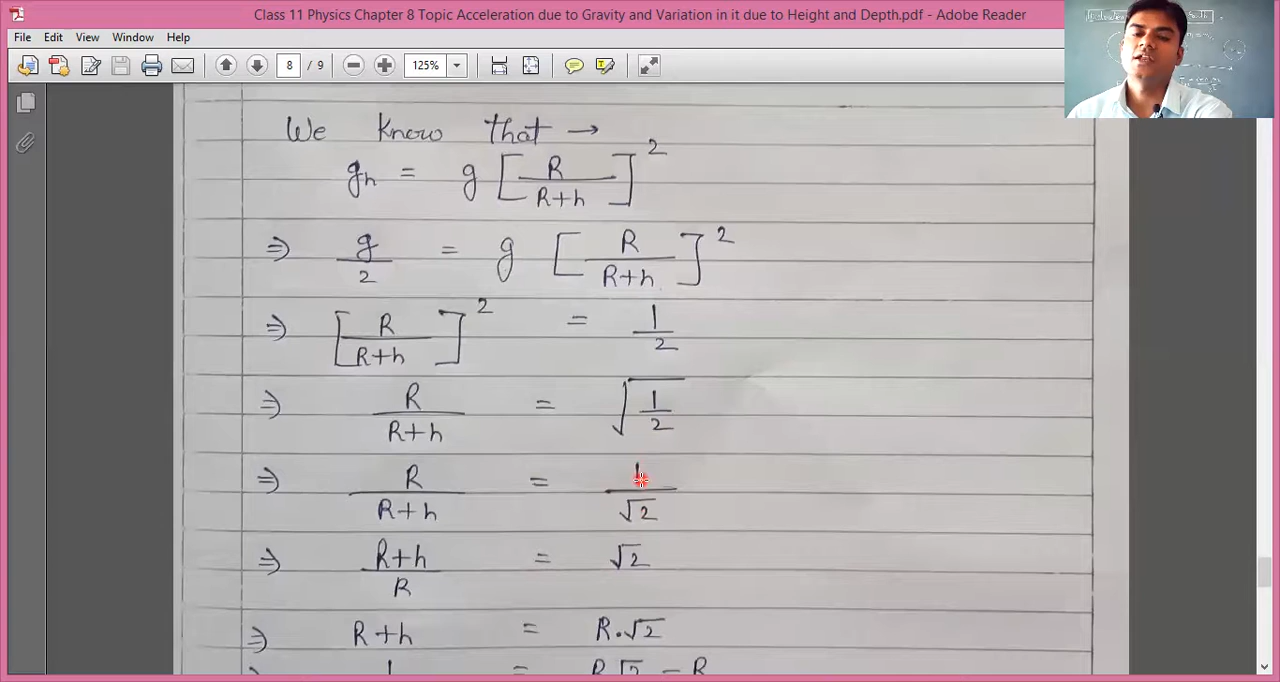 Class 11 Physics Chapter 8 Topic Acceleration due to Gravity and Variation in it due to Height and Depth.pdf - Adobe Reader
File Edit View Window Help
8 / 9 125%
We know that →
g_h = g [R/(R+h)]²
⇒ g/2 = g [R/(R+h)]²
⇒ [R/(R+h)]² = 1/2
⇒ R/(R+h) = √(1/2)
⇒ R/(R+h) = 1/√2
⇒ (R+h)/R = √2
⇒ R+h = R.√2
= R√2 - R